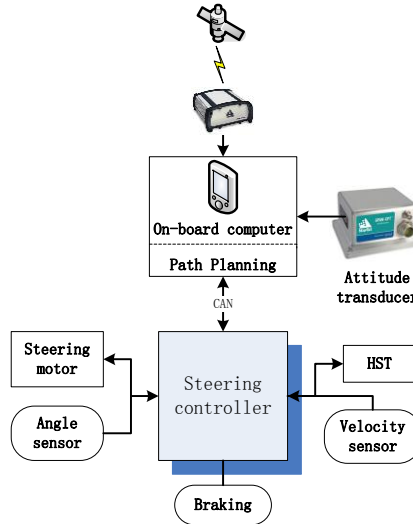 On-board computer
Path Planning
Attitude
transducer
CAN
Steering
motor
Steering
controller
HST
Angle
sensor
Velocity
sensor
Braking